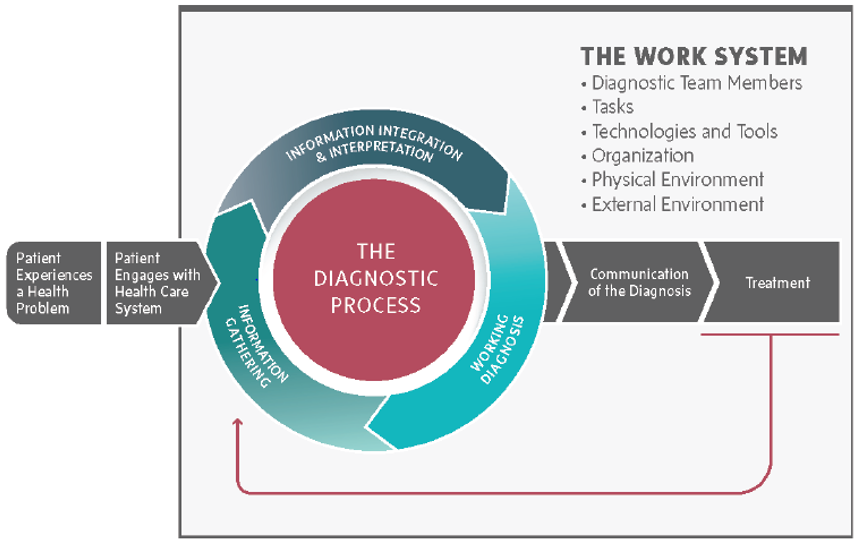 THE WORK SYSTEM
• Diagnostic Team Members
• Tasks
• Technologies and Tools
• Organization
• Physical Environment
• External Environment
INFORMATION INTEGRATION
& INTERPRETATION
Patient
Experiences
a Health
Problem
Patient
Engages with
Health Care
System
THE
DIAGNOSTIC
PROCESS
INFORMATION
GATHERING
WORKING
DIAGNOSIS
Communication
of the Diagnosis
Treatment